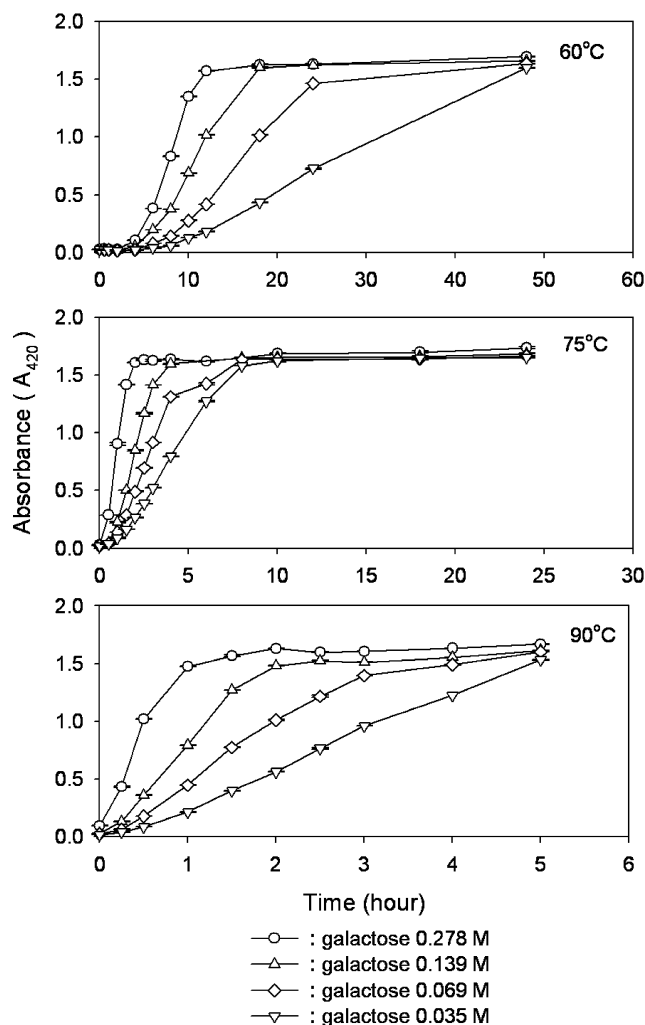 2.0
1.5
1.0
0.5
0.0
60°C
0 10 20 30 40 50 60
2.0
1.5
1.0
0.5
0.0
75°C
0 5 10 15 20 25 30
2.0
1.5
1.0
0.5
0.0
90°C
0 1 2 3 4 5 6
Absorbance ( A420 )
Time (hour)
: galactose 0.278 M
: galactose 0.139 M
: galactose 0.069 M
: galactose 0.035 M